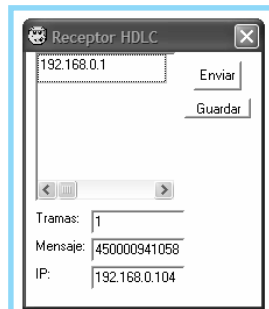 Receptor HDLC
192.168.0.1
Enviar
Guardar
Tramas: 1
Mensaje: 450000941058
IP: 192.168.0.104